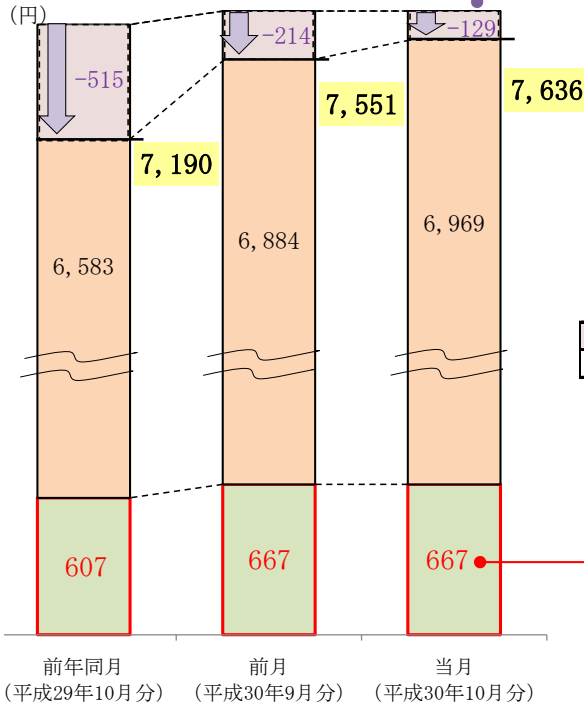 (円)
-515
-214
-129
7,190
7,551
7,636
6,583
6,884
6,969
607
667
667
前年同月
(平成29年10月分)
前月
(平成30年9月分)
当月
(平成30年10月分)